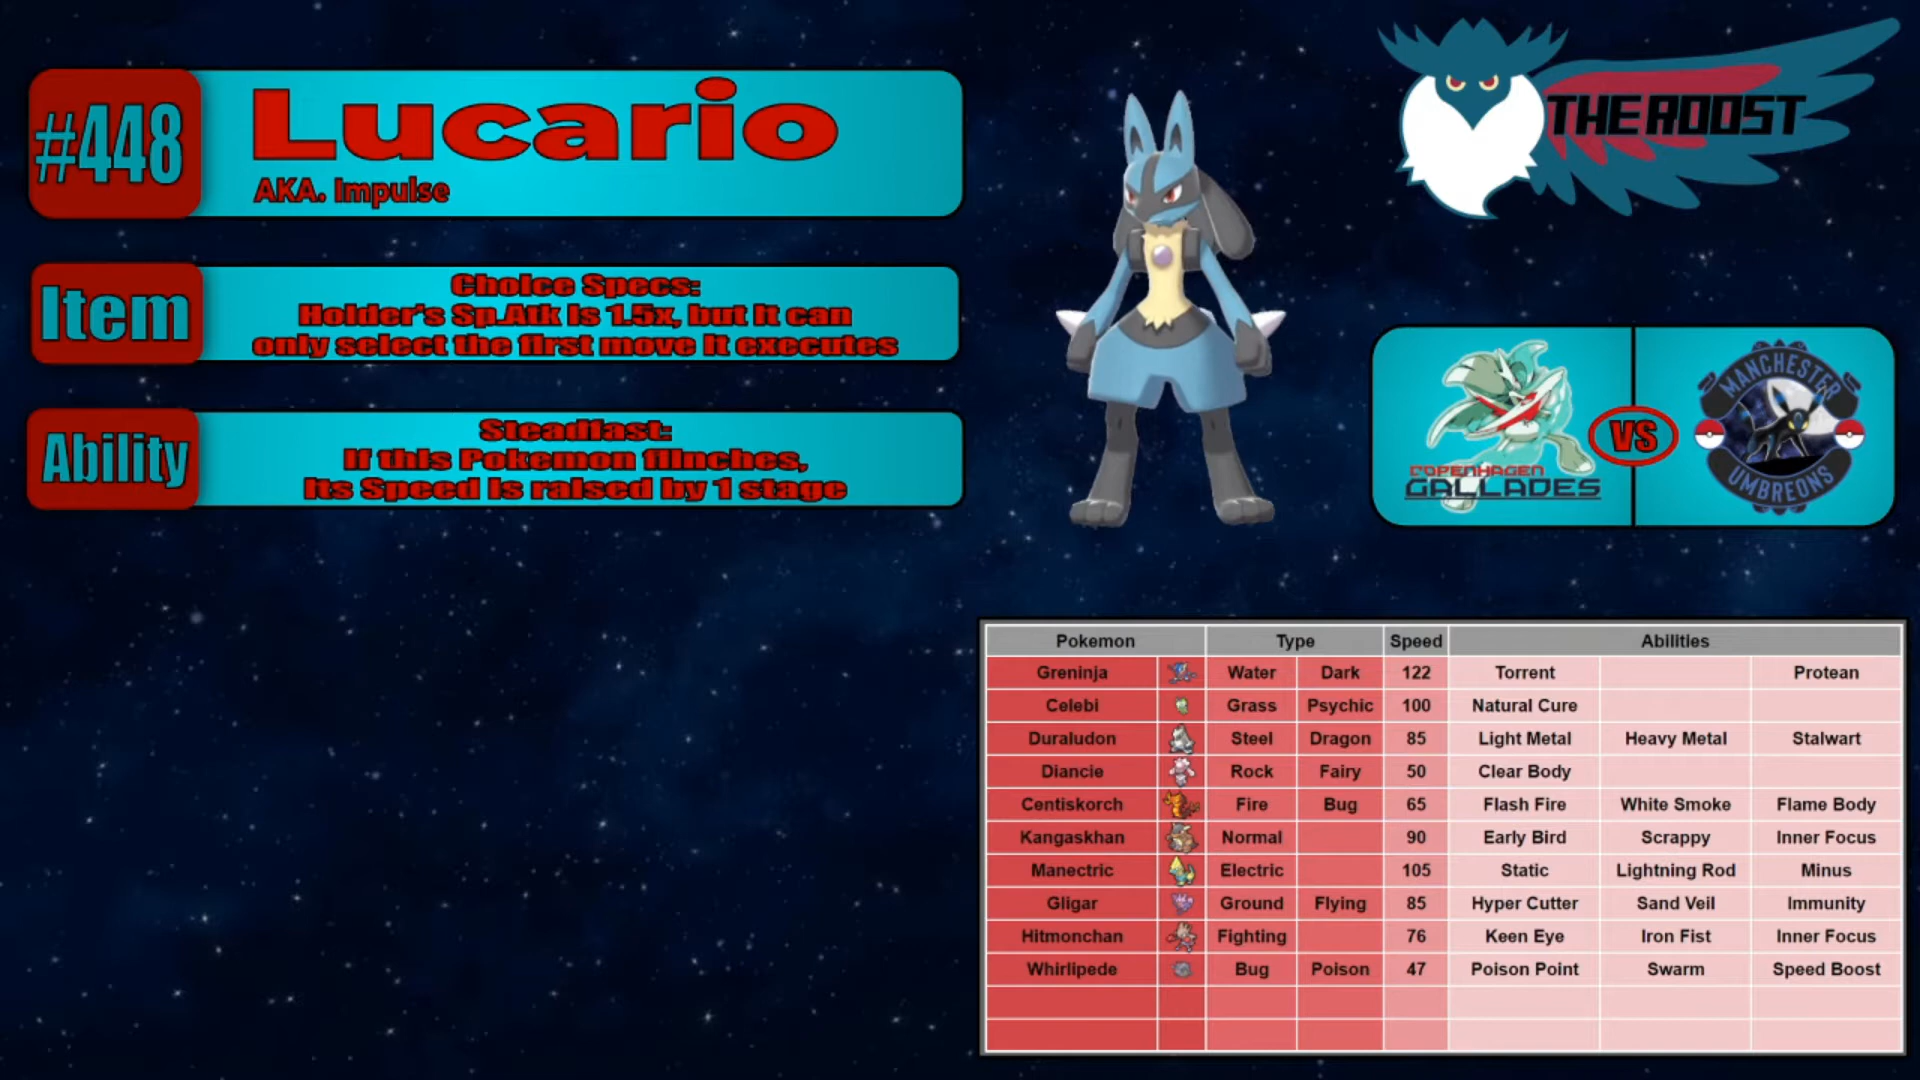 #448
Lucario
AKA. Impulse
Item
Choice Specs:
Holder's Sp.Atk is 1.5x, but it can
only select the first move it executes
Ability
Steadfast:
If this Pokemon flinches,
Its Speed is raised by 1 stage
THE ROOST
COPENHAGEN
GALLADES
VS
MANCHESTER
UMBREONS
Pokemon Type Speed Abilities
Greninja Water Dark 122 Torrent Protean
Celebi Grass Psychic 100 Natural Cure
Duraludon Steel Dragon 85 Light Metal Heavy Metal Stalwart
Diancie Rock Fairy 50 Clear Body
Centiskorch Fire Bug 65 Flash Fire White Smoke Flame Body
Kangaskhan Normal 90 Early Bird Scrappy Inner Focus
Manectric Electric 105 Static Lightning Rod Minus
Gligar Ground Flying 85 Hyper Cutter Sand Veil Immunity
Hitmonchan Fighting 76 Keen Eye Iron Fist Inner Focus
Whirlipede Bug Poison 47 Poison Point Swarm Speed Boost